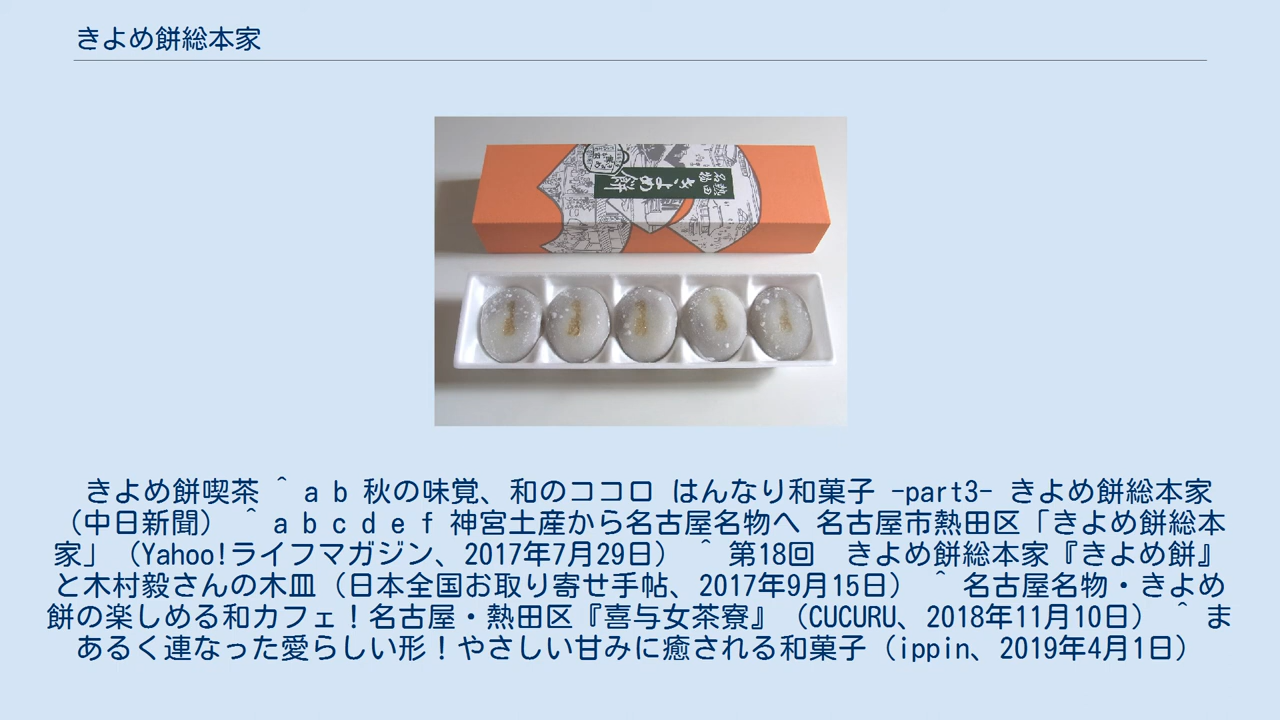 きよめ餅総本家
熱田
名物
きよめ餅
きよめ餅喫茶 ^ a b 秋の味覚、和のココロ はんなり和菓子 -part3- きよめ餅総本家
（中日新聞） ^ a b c d e f 神宮土産から名古屋名物へ 名古屋市熱田区「きよめ餅総本
家」（Yahoo!ライフマガジン、2017年7月29日） ^ 第18回　きよめ餅総本家『きよめ餅』
と木村毅さんの木皿（日本全国お取り寄せ手帖、2017年9月15日） ^ 名古屋名物・きよめ
餅の楽しめる和カフェ！名古屋・熱田区『喜与女茶寮』（CUCURU、2018年11月10日） ^ ま
あるく連なった愛らしい形！やさしい甘みに癒される和菓子（ippin、2019年4月1日）